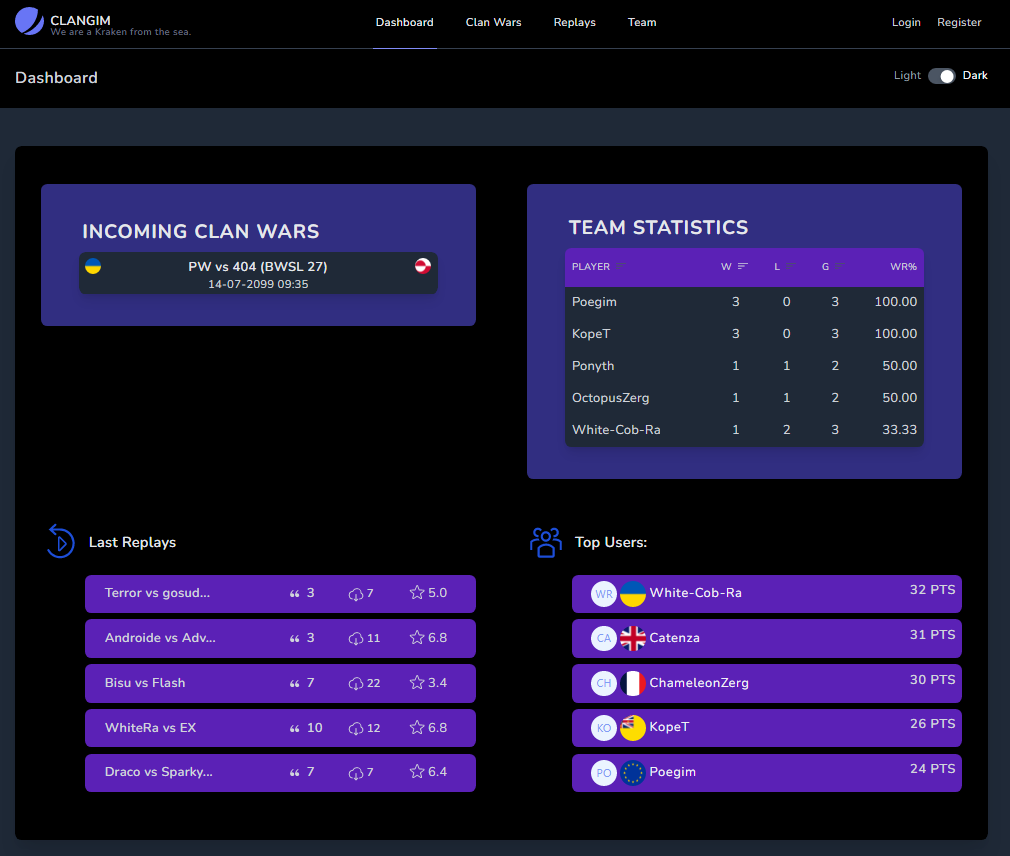 CLANGIM
We are a Kraken from the sea.
Dashboard Clan Wars Replays Team
Login Register
Dashboard
Light Dark
INCOMING CLAN WARS
PW vs 404 (BWSL 27)
14-07-2099 09:35
TEAM STATISTICS
PLAYER W L G WR%
Poegim 3 0 3 100.00
KopeT 3 0 3 100.00
Ponyth 1 1 2 50.00
OctopusZerg 1 1 2 50.00
White-Cob-Ra 1 2 3 33.33
Last Replays
Terror vs gosud... 3 7 5.0
Androide vs Adv... 3 11 6.8
Bisu vs Flash 7 22 3.4
WhiteRa vs EX 10 12 6.8
Draco vs Sparky... 7 7 6.4
Top Users:
WR White-Cob-Ra 32 PTS
CA Catenza 31 PTS
CH ChameleonZerg 30 PTS
KO KopeT 26 PTS
PO Poegim 24 PTS